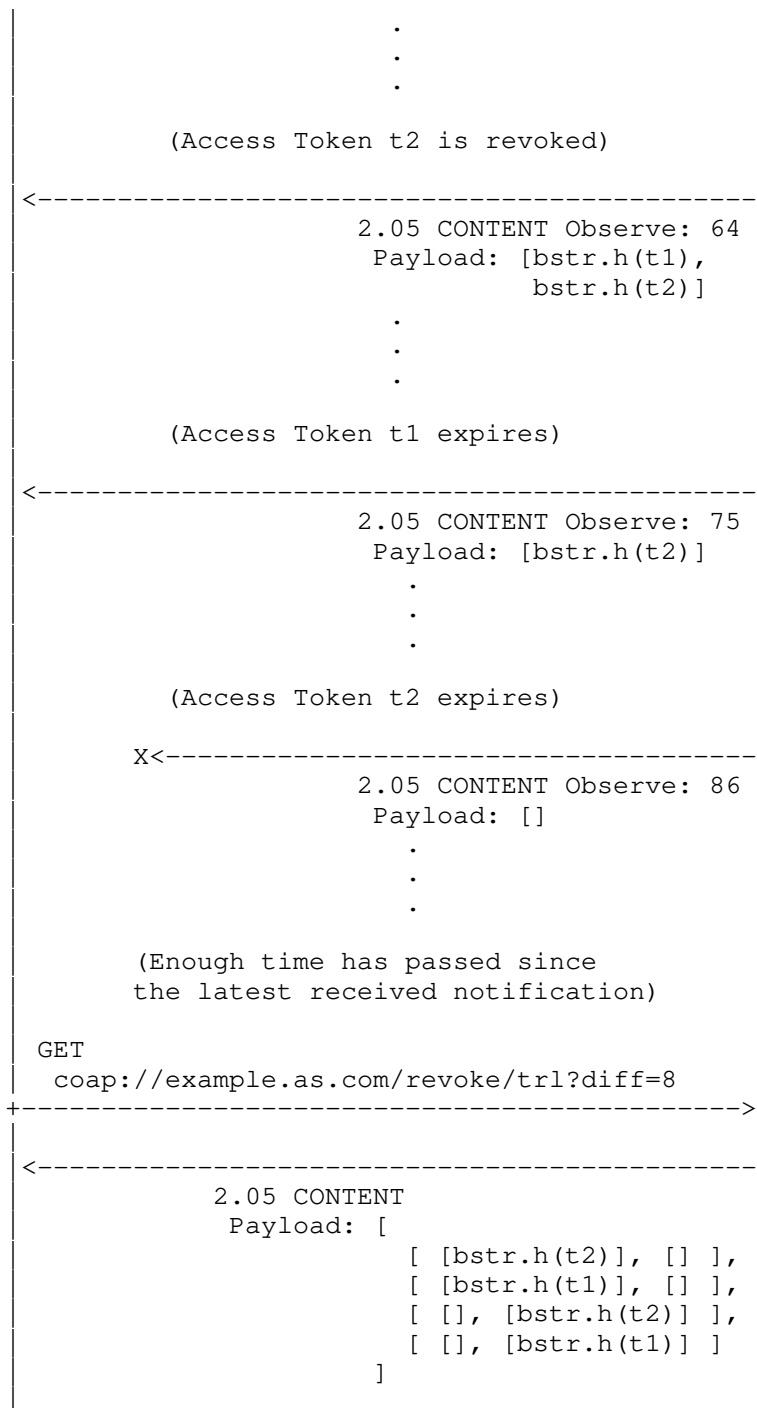 .
.
.
(Access Token t2 is revoked)
<---------------------------------------------
2.05 CONTENT Observe: 64
Payload: [bstr.h(t1),
bstr.h(t2)]
.
.
.
(Access Token t1 expires)
<---------------------------------------------
2.05 CONTENT Observe: 75
Payload: [bstr.h(t2)]
.
.
.
(Access Token t2 expires)
X<-------------------------------------
2.05 CONTENT Observe: 86
Payload: []
.
.
.
(Enough time has passed since
the latest received notification)
GET
coap://example.as.com/revoke/trl?diff=8
+--------------------------------------------->
<---------------------------------------------
2.05 CONTENT
Payload: [
[ [bstr.h(t2)], [] ],
[ [bstr.h(t1)], [] ],
[ [], [bstr.h(t2)] ],
[ [], [bstr.h(t1)] ]
]